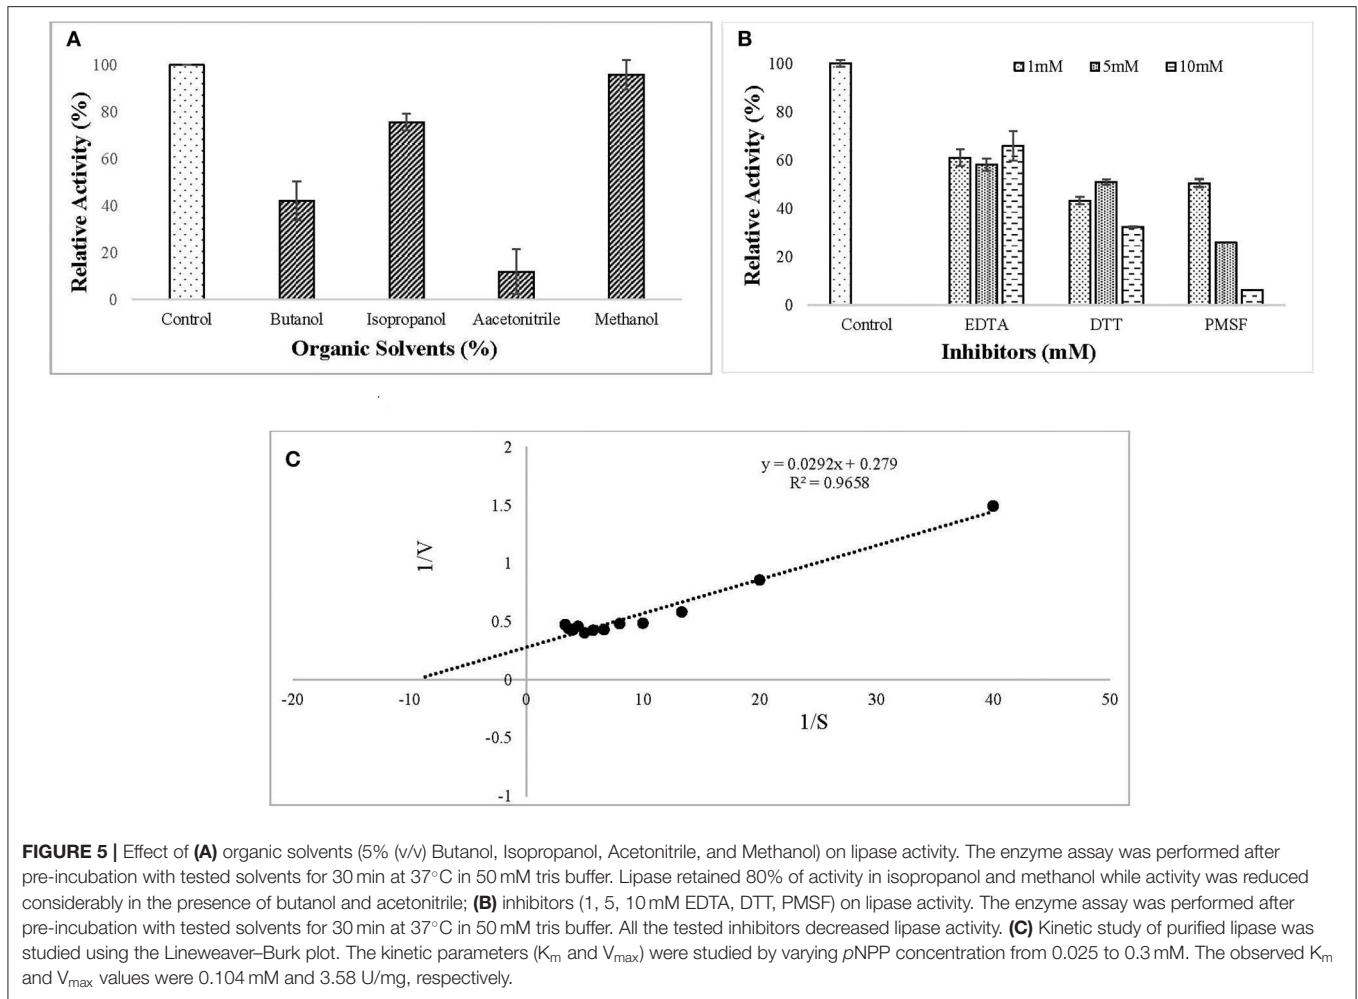 A
100
80
60
40
20
0
Relative Activity (%)
Control Butanol Isopropanol Aacetonitrile Methanol
Organic Solvents (%)
B
1mM 5mM 10mM
100
80
60
40
20
0
Relative Activity (%)
Control EDTA DTT PMSF
Inhibitors (mM)
C
y = 0.0292x + 0.279
R² = 0.9658
2
1.5
1
0.5
0
-0.5
-1
1/V
-20 -10 0 10 20 30 40 50
1/S
FIGURE 5 | Effect of (A) organic solvents (5% (v/v) Butanol, Isopropanol, Acetonitrile, and Methanol) on lipase activity. The enzyme assay was performed after
pre-incubation with tested solvents for 30 min at 37°C in 50 mM tris buffer. Lipase retained 80% of activity in isopropanol and methanol while activity was reduced
considerably in the presence of butanol and acetonitrile; (B) inhibitors (1, 5, 10 mM EDTA, DTT, PMSF) on lipase activity. The enzyme assay was performed after
pre-incubation with tested solvents for 30 min at 37°C in 50 mM tris buffer. All the tested inhibitors decreased lipase activity. (C) Kinetic study of purified lipase was
studied using the Lineweaver–Burk plot. The kinetic parameters (Km and Vmax) were studied by varying pNPP concentration from 0.025 to 0.3 mM. The observed Km
and Vmax values were 0.104 mM and 3.58 U/mg, respectively.